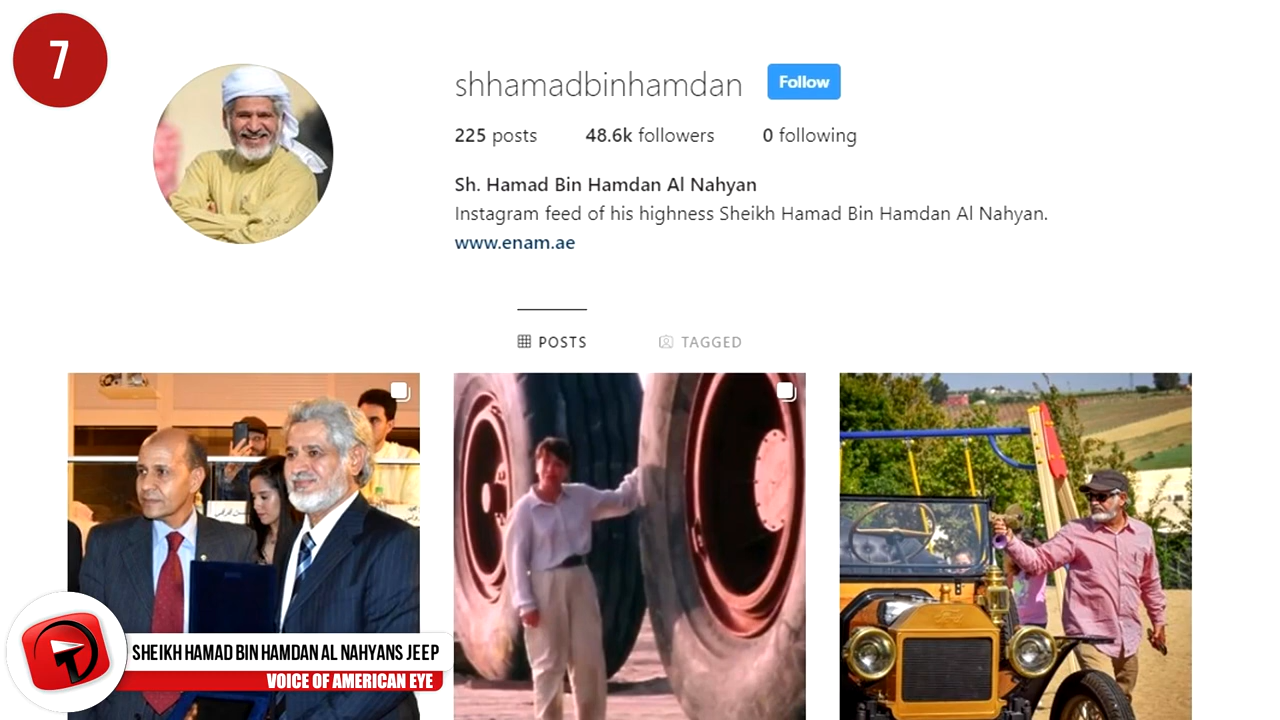 7
shhamadbinhamdan Follow
225 posts 48.6k followers 0 following
Sh. Hamad Bin Hamdan Al Nahyan
Instagram feed of his highness Sheikh Hamad Bin Hamdan Al Nahyan.
www.enam.ae
POSTS TAGGED
SHEIKH HAMAD BIN HAMDAN AL NAHYANS JEEP
VOICE OF AMERICAN EYE